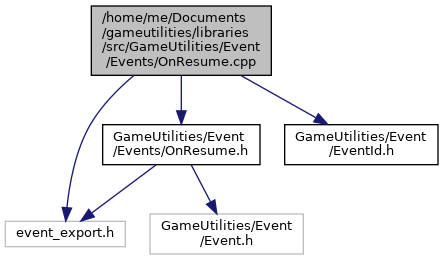 /home/me/Documents
/gameutilities/libraries
/src/GameUtilities/Event
/Events/OnResume.cpp
GameUtilities/Event
/Events/OnResume.h
GameUtilities/Event
/EventId.h
event_export.h
GameUtilities/Event
/Event.h